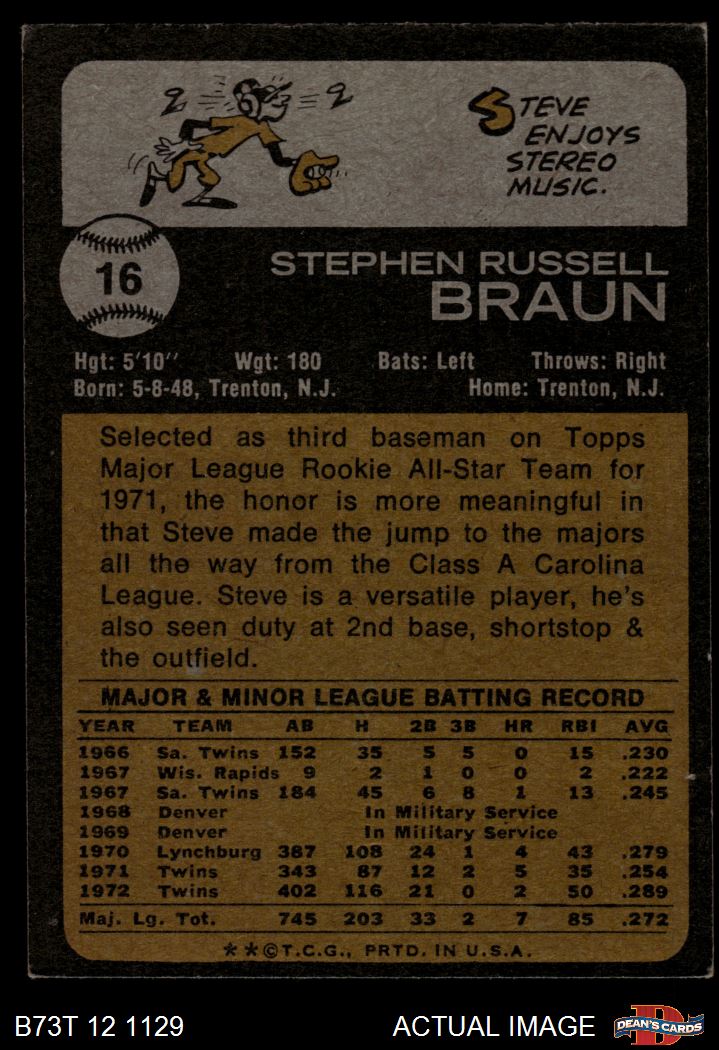 STEVE
ENJOYS
STEREO
MUSIC.
16
STEPHEN RUSSELL
BRAUN
Hgt: 5'10" Wgt: 180 Bats: Left Throws: Right
Born: 5-8-48, Trenton, N.J. Home: Trenton, N.J.
Selected as third baseman on Topps
Major League Rookie All-Star Team for
1971, the honor is more meaningful in
that Steve made the jump to the majors
all the way from the Class A Carolina
League. Steve is a versatile player, he's
also seen duty at 2nd base, shortstop &
the outfield.
MAJOR & MINOR LEAGUE BATTING RECORD
YEAR TEAM AB H 2B 3B HR RBI AVG
1966 Sa. Twins 152 35 5 5 0 15 .230
1967 Wis. Rapids 9 2 1 0 0 2 .222
1967 Sa. Twins 184 45 6 8 1 13 .245
1968 Denver In Military Service
1969 Denver In Military Service
1970 Lynchburg 387 108 24 1 4 43 .279
1971 Twins 343 87 12 2 5 35 .254
1972 Twins 402 116 21 0 2 50 .289
Maj. Lg. Tot. 745 203 33 2 7 85 .272
**©T.C.G., PRTD. IN U.S.A.
B73T 12 1129 ACTUAL IMAGE D DEAN'S CARDS